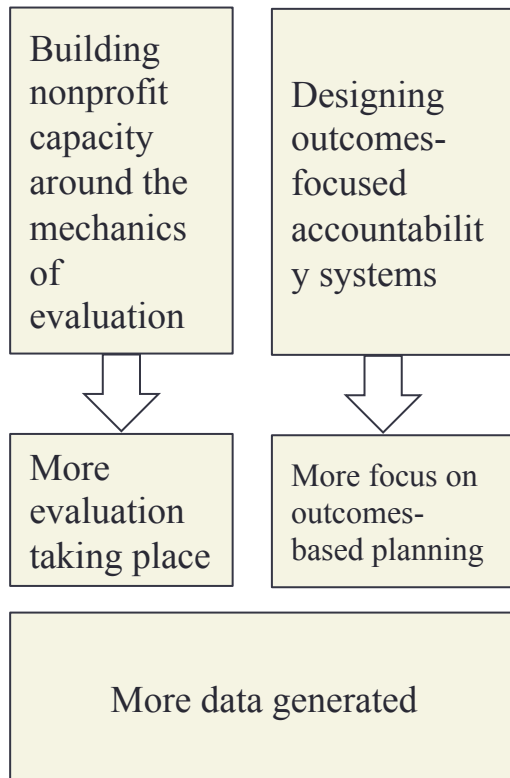 Building
nonprofit
capacity
around the
mechanics
of
evaluation
Designing
outcomes-
focused
accountabilit
y systems
More
evaluation
taking place
More focus on
outcomes-
based planning
More data generated